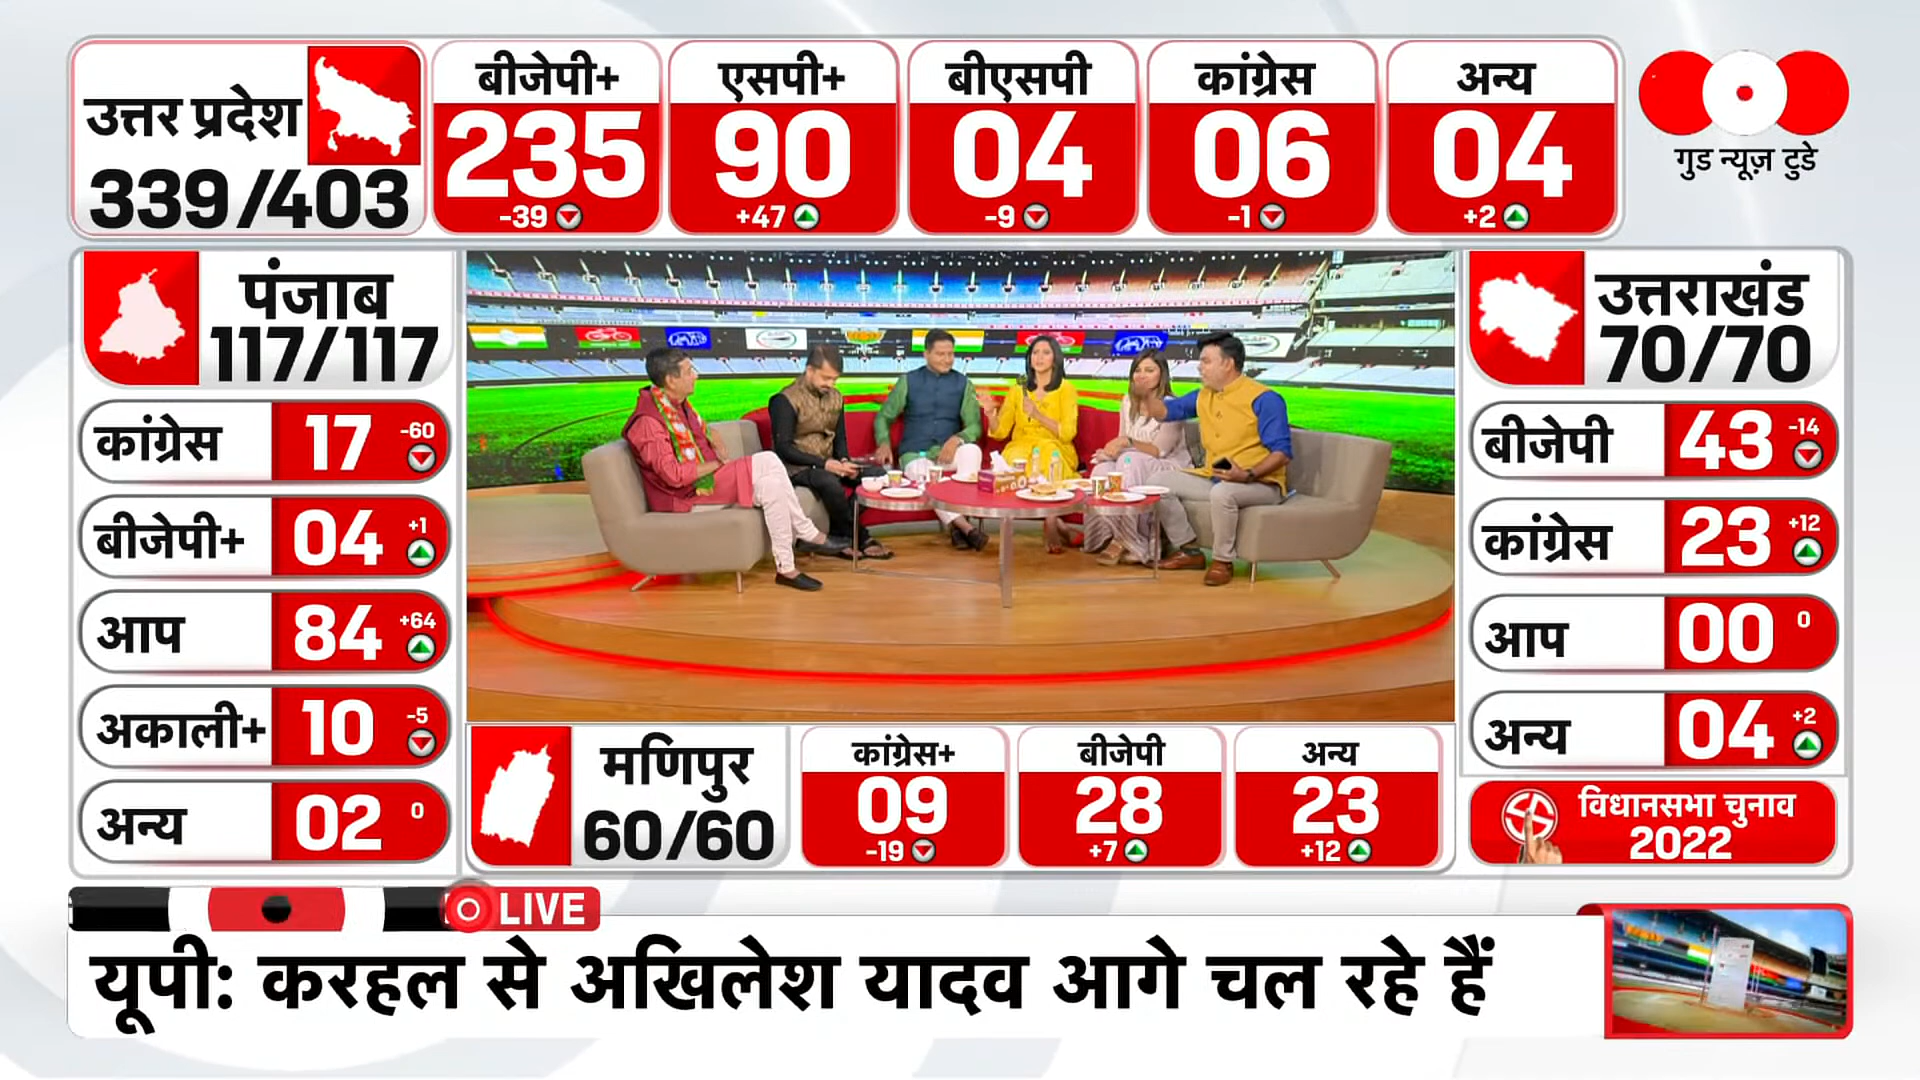 उत्तर प्रदेश
339/403
बीजेपी+
235
-39
एसपी+
90
+47
बीएसपी
04
-9
कांग्रेस
06
-1
अन्य
04
+2
गुड न्यूज़ टुडे
पंजाब
117/117
कांग्रेस 17 -60
बीजेपी+ 04 +1
आप 84 +64
अकाली+ 10 -5
अन्य 02 0
उत्तराखंड
70/70
बीजेपी 43 -14
कांग्रेस 23 +12
आप 00 0
अन्य 04 +2
मणिपुर
60/60
कांग्रेस+
09
-19
बीजेपी
28
+7
अन्य
23
+12
विधानसभा चुनाव
2022
LIVE
यूपी: करहल से अखिलेश यादव आगे चल रहे हैं